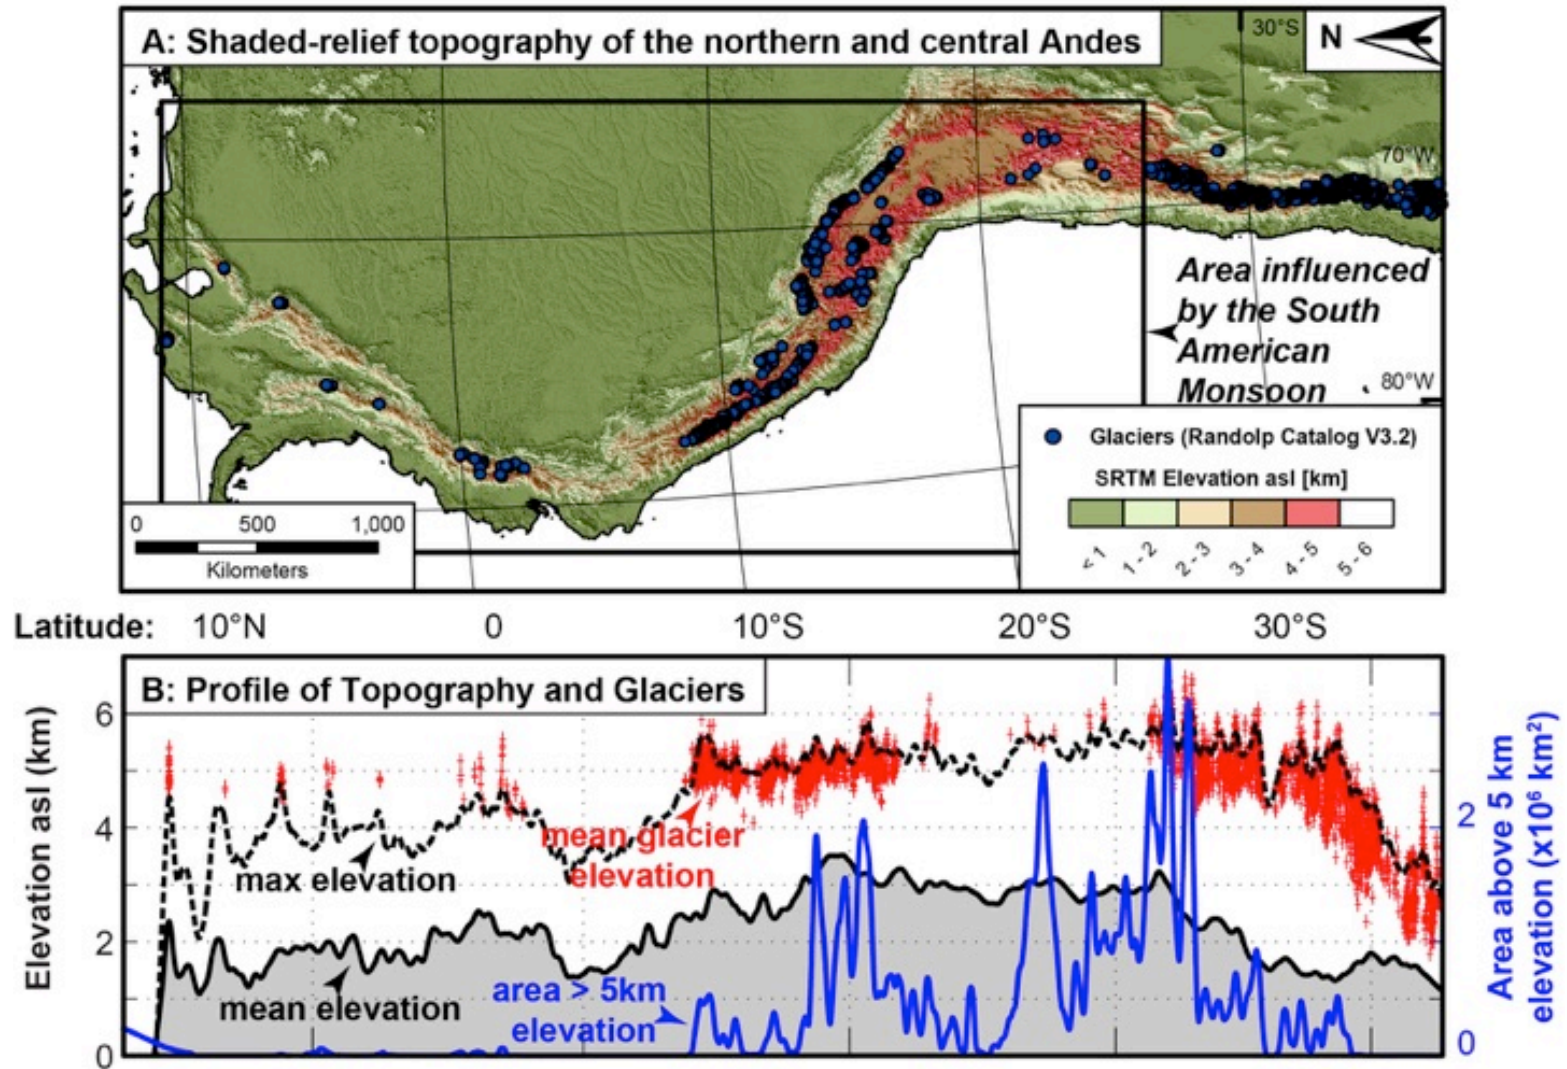 A: Shaded-relief topography of the northern and central Andes
30°S
N
70°W
Area influenced
by the South
American
Monsoon
80°W
Glaciers (Randolp Catalog V3.2)
SRTM Elevation asl [km]
< 1
1 - 2
2 - 3
3 - 4
4 - 5
5 - 6
0 500 1,000
Kilometers
Latitude: 10°N 0 10°S 20°S 30°S
B: Profile of Topography and Glaciers
Elevation asl (km)
6
4
2
0
mean glacier
elevation
max elevation
mean elevation
area > 5km
elevation
2
0
Area above 5 km
elevation (x10⁶ km²)